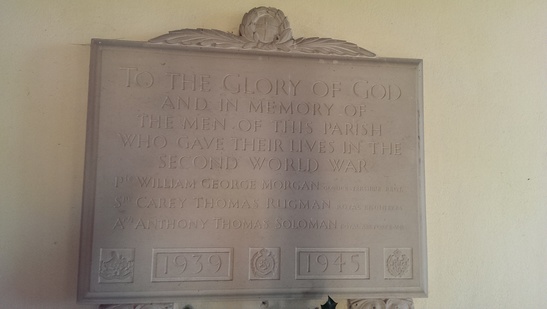 TO THE GLORY OF GOD
AND IN MEMORY OF
THE MEN OF THIS PARISH
WHO GAVE THEIR LIVES IN THE
SECOND WORLD WAR
WILLIAM GEORGE MORGAN
CAREY THOMAS RUGMAN
ANTHONY THOMAS SOLOMAN
1939 1945